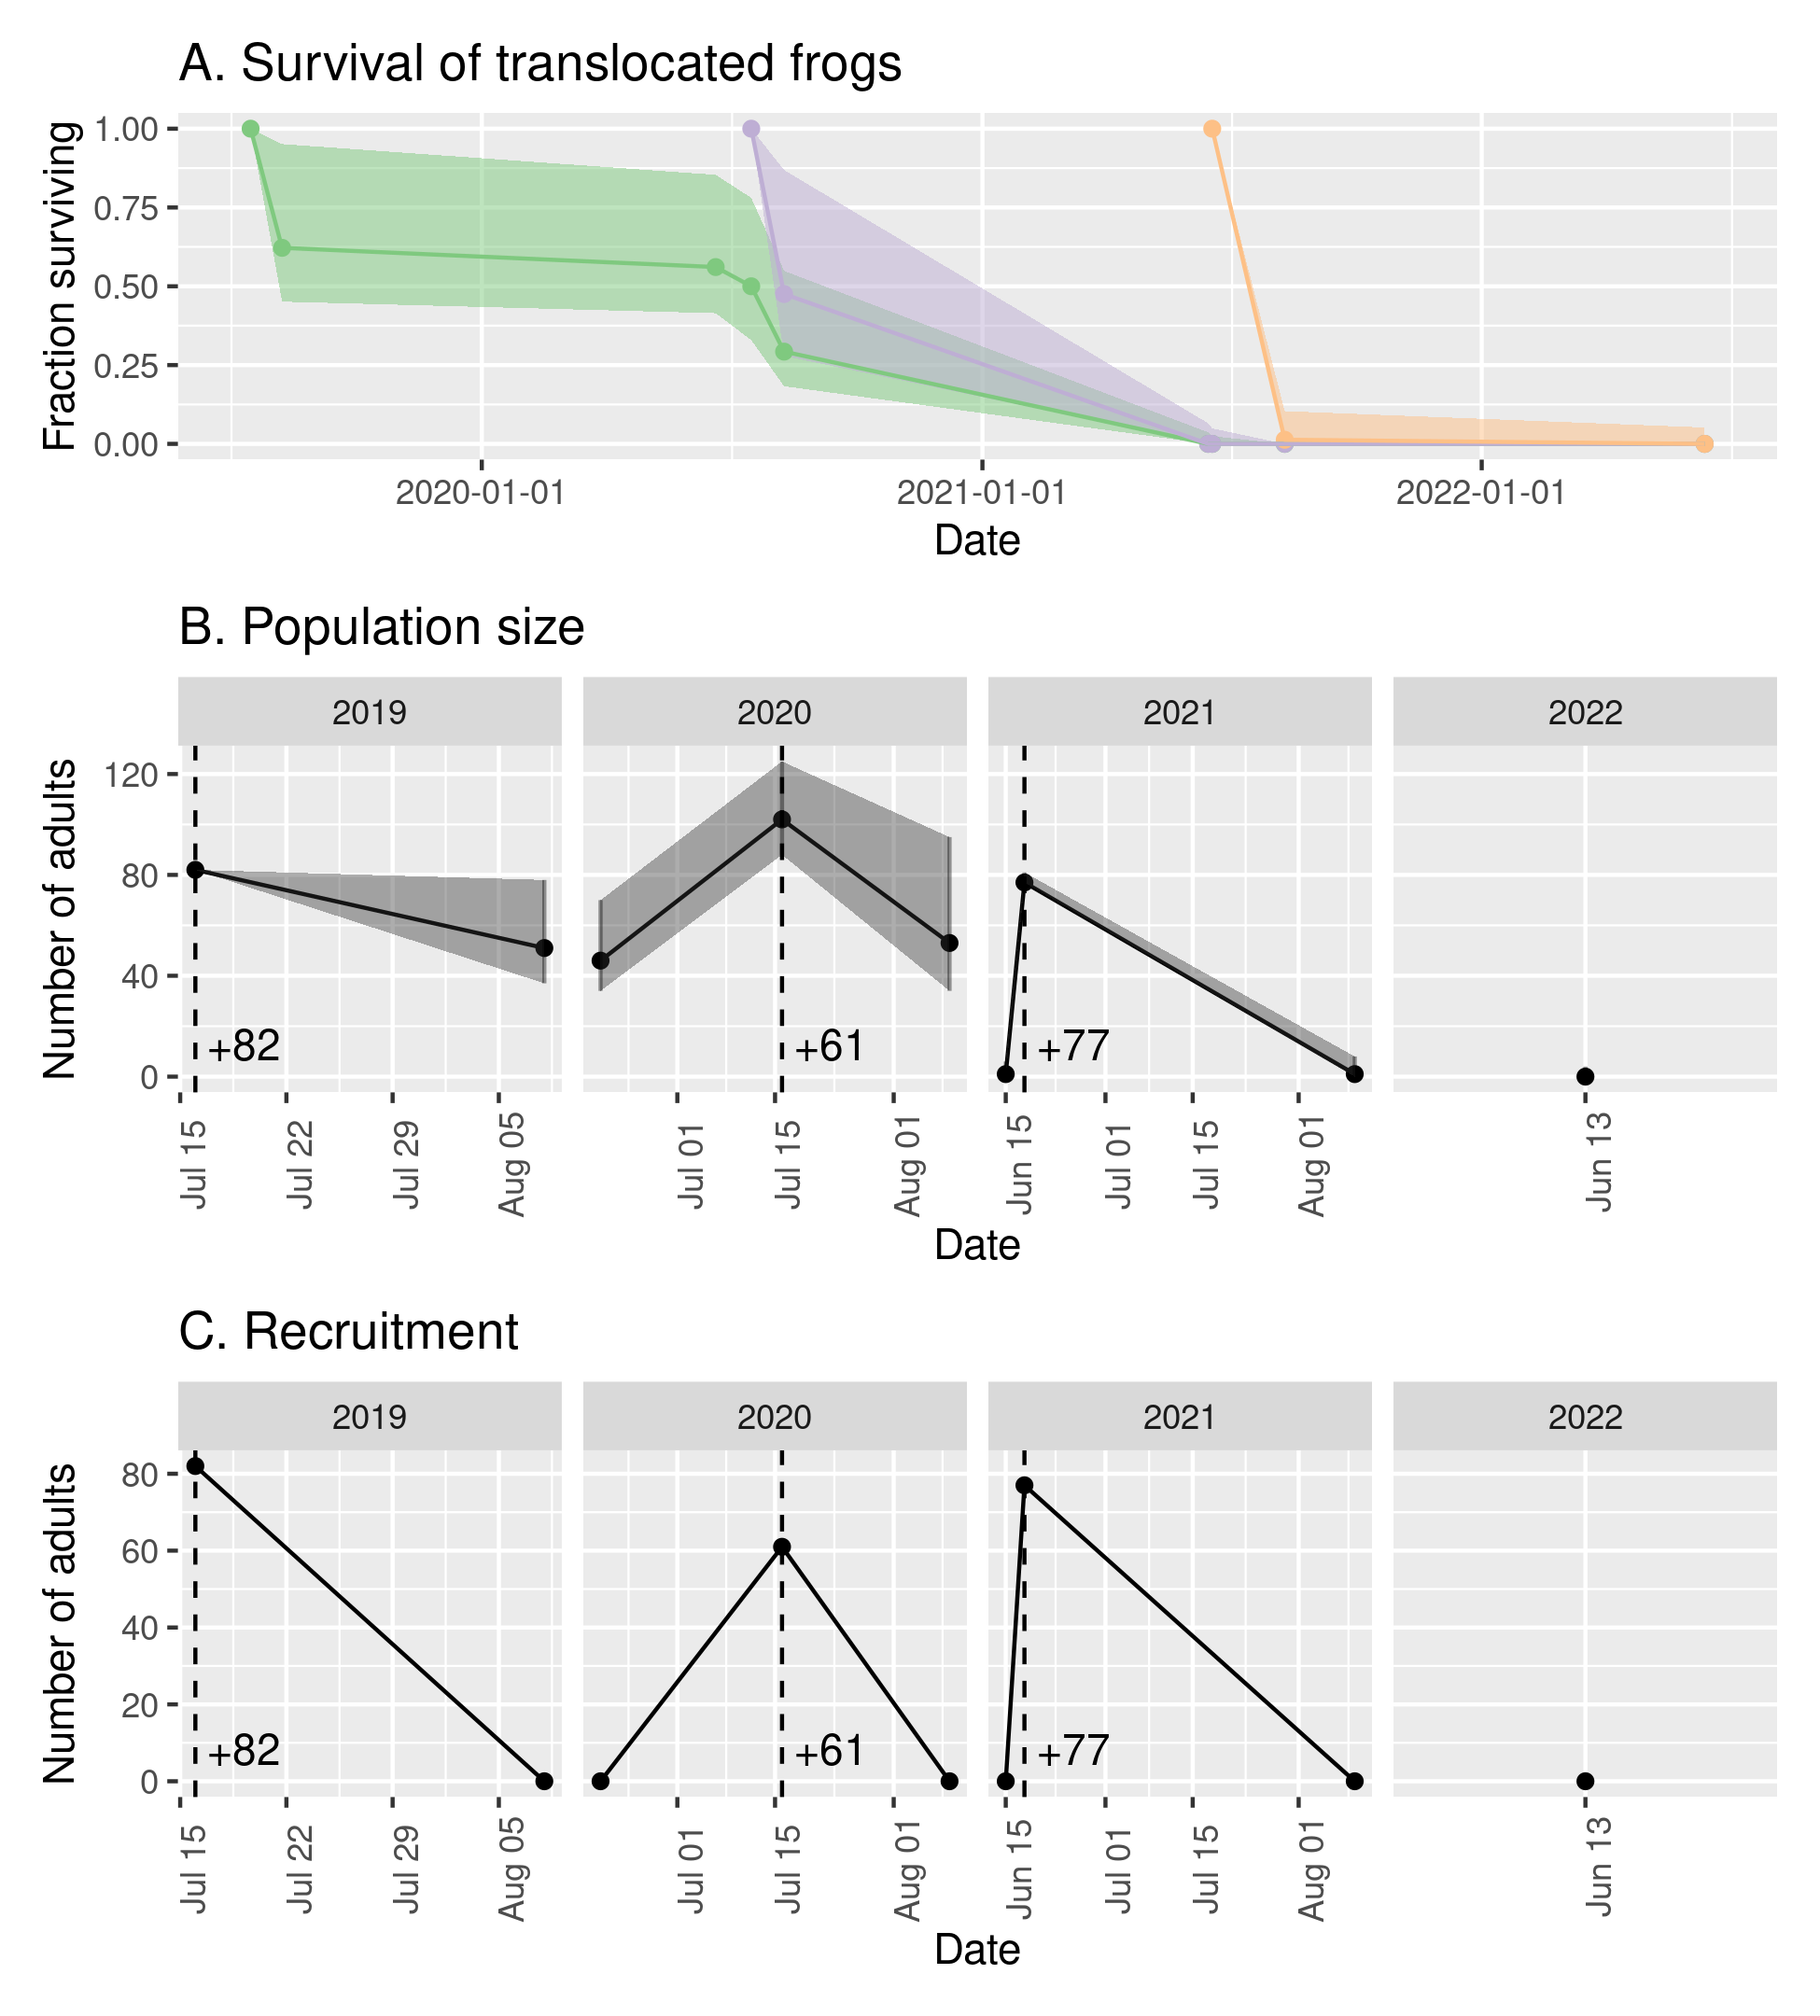 A. Survival of translocated frogs
Fraction surviving
1.00
0.75
0.50
0.25
0.00
2020-01-01 2021-01-01 2022-01-01
Date
B. Population size
2019 2020 2021 2022
Number of adults
120
80
40
0
+82 +61 +77
Jul 15 Jul 22 Jul 29 Aug 05 Jul 01 Jul 15 Aug 01 Jun 15 Jul 01 Jul 15 Aug 01 Jun 13
Date
C. Recruitment
2019 2020 2021 2022
Number of adults
80
60
40
20
0
+82 +61 +77
Jul 15 Jul 22 Jul 29 Aug 05 Jul 01 Jul 15 Aug 01 Jun 15 Jul 01 Jul 15 Aug 01 Jun 13
Date